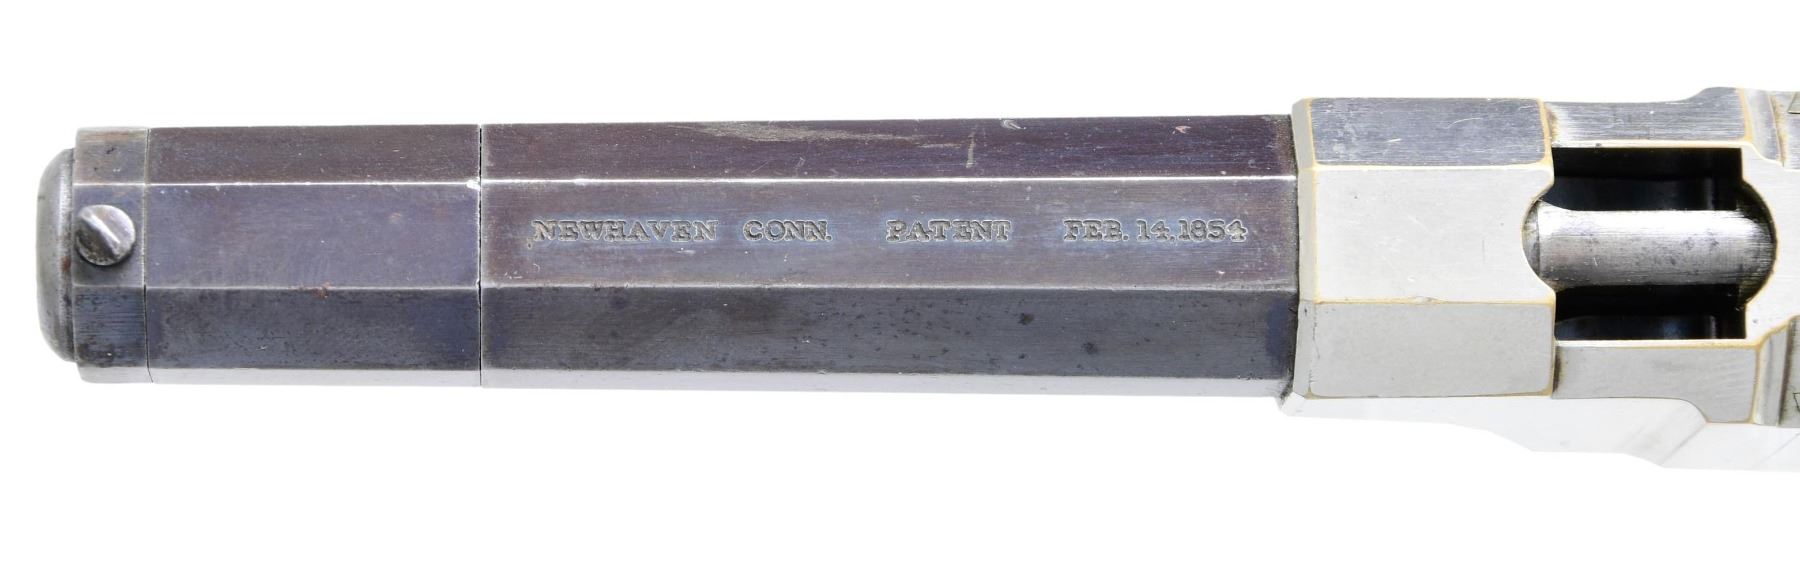 NEWHAVEN CONN. PATENT FEB. 14, 1854